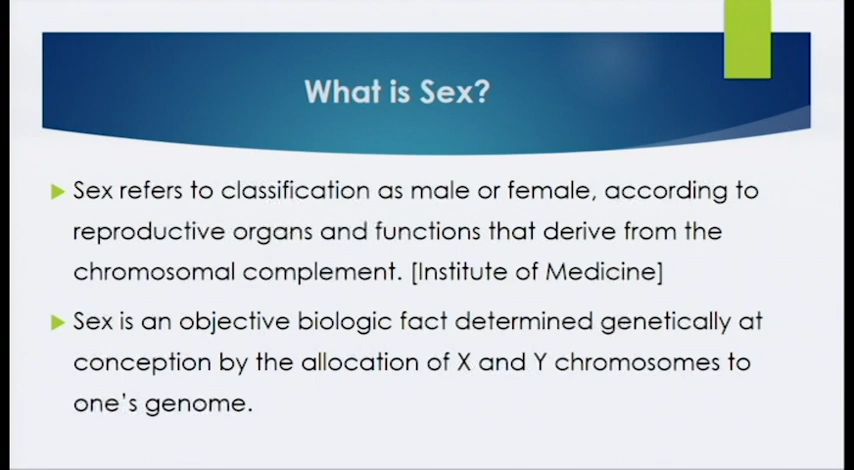 What is Sex?
Sex refers to classification as male or female, according to
reproductive organs and functions that derive from the
chromosomal complement. [Institute of Medicine]
Sex is an objective biologic fact determined genetically at
conception by the allocation of X and Y chromosomes to
one's genome.